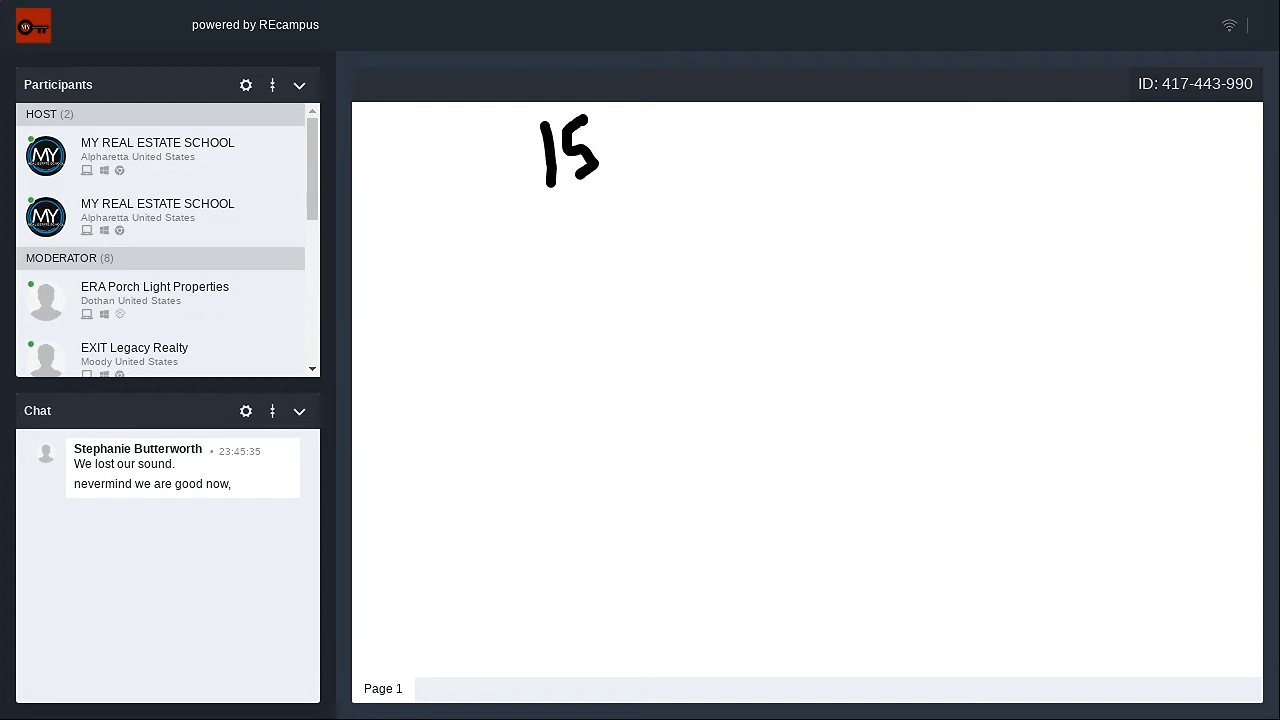 powered by REcampus
Participants
HOST (2)
MY REAL ESTATE SCHOOL
Alpharetta United States
MY REAL ESTATE SCHOOL
Alpharetta United States
MODERATOR (8)
ERA Porch Light Properties
Dothan United States
EXIT Legacy Realty
Moody United States
Chat
Stephanie Butterworth • 23:45:35
We lost our sound.
nevermind we are good now,
ID: 417-443-990
15
Page 1
MY
MY
MY